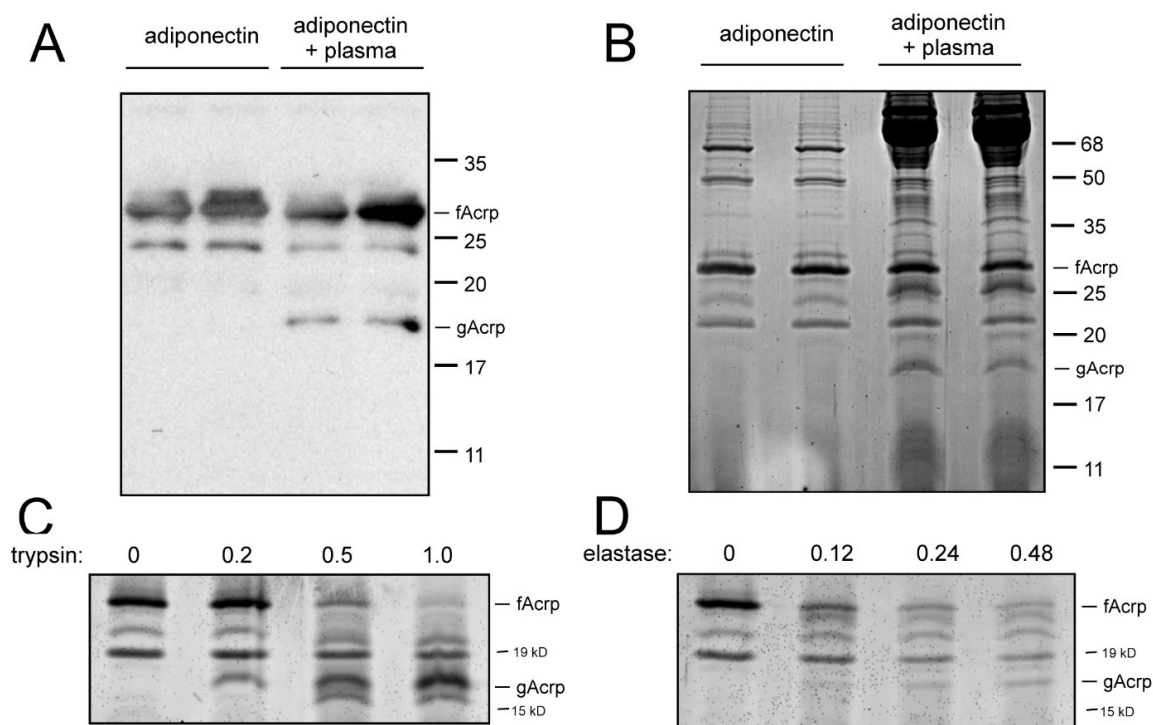 A
adiponectin
adiponectin
+ plasma
35
fAcrp
25
20
gAcrp
17
11
B
adiponectin
adiponectin
+ plasma
68
50
35
fAcrp
25
20
gAcrp
17
11
C
trypsin: 0 0.2 0.5 1.0
fAcrp
19 kD
gAcrp
15 kD
D
elastase: 0 0.12 0.24 0.48
fAcrp
19 kD
gAcrp
15 kD